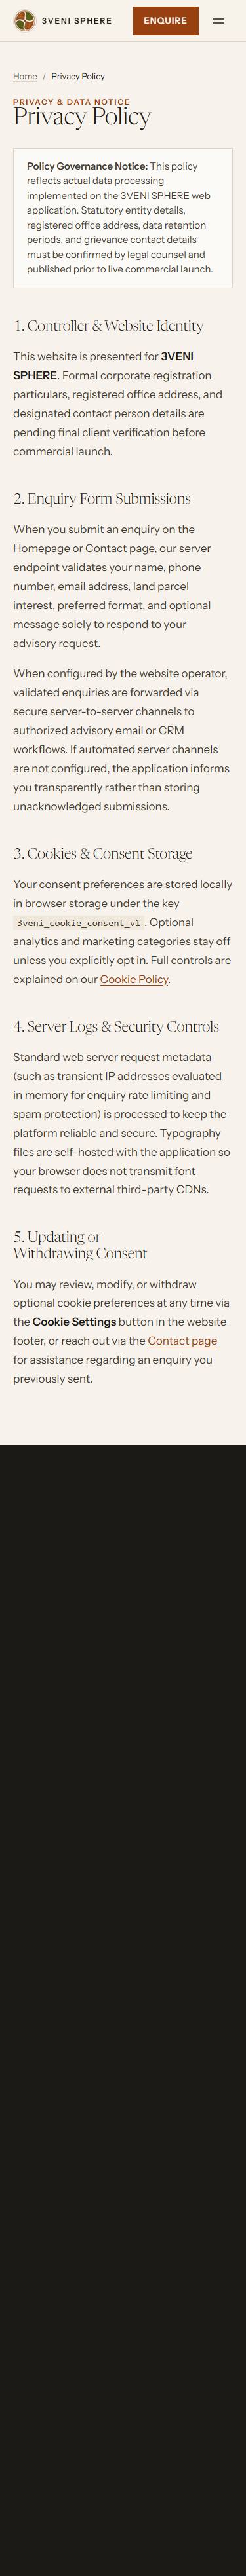 3VENI SPHERE
ENQUIRE
Home / Privacy Policy
PRIVACY & DATA NOTICE
Privacy Policy
Policy Governance Notice: This policy
reflects actual data processing
implemented on the 3VENI SPHERE web
application. Statutory entity details,
registered office address, data retention
periods, and grievance contact details
must be confirmed by legal counsel and
published prior to live commercial launch.
1. Controller & Website Identity
This website is presented for 3VENI
SPHERE. Formal corporate registration
particulars, registered office address, and
designated contact person details are
pending final client verification before
commercial launch.
2. Enquiry Form Submissions
When you submit an enquiry on the
Homepage or Contact page, our server
endpoint validates your name, phone
number, email address, land parcel
interest, preferred format, and optional
message solely to respond to your
advisory request.
When configured by the website operator,
validated enquiries are forwarded via
secure server-to-server channels to
authorized advisory email or CRM
workflows. If automated server channels
are not configured, the application informs
you transparently rather than storing
unacknowledged submissions.
3. Cookies & Consent Storage
Your consent preferences are stored locally
in browser storage under the key
3veni_cookie_consent_v1. Optional
analytics and marketing categories stay off
unless you explicitly opt in. Full controls are
explained on our Cookie Policy.
4. Server Logs & Security Controls
Standard web server request metadata
(such as transient IP addresses evaluated
in memory for enquiry rate limiting and
spam protection) is processed to keep the
platform reliable and secure. Typography
files are self-hosted with the application so
your browser does not transmit font
requests to external third-party CDNs.
5. Updating or
Withdrawing Consent
You may review, modify, or withdraw
optional cookie preferences at any time via
the Cookie Settings button in the website
footer, or reach out via the Contact page
for assistance regarding an enquiry you
previously sent.